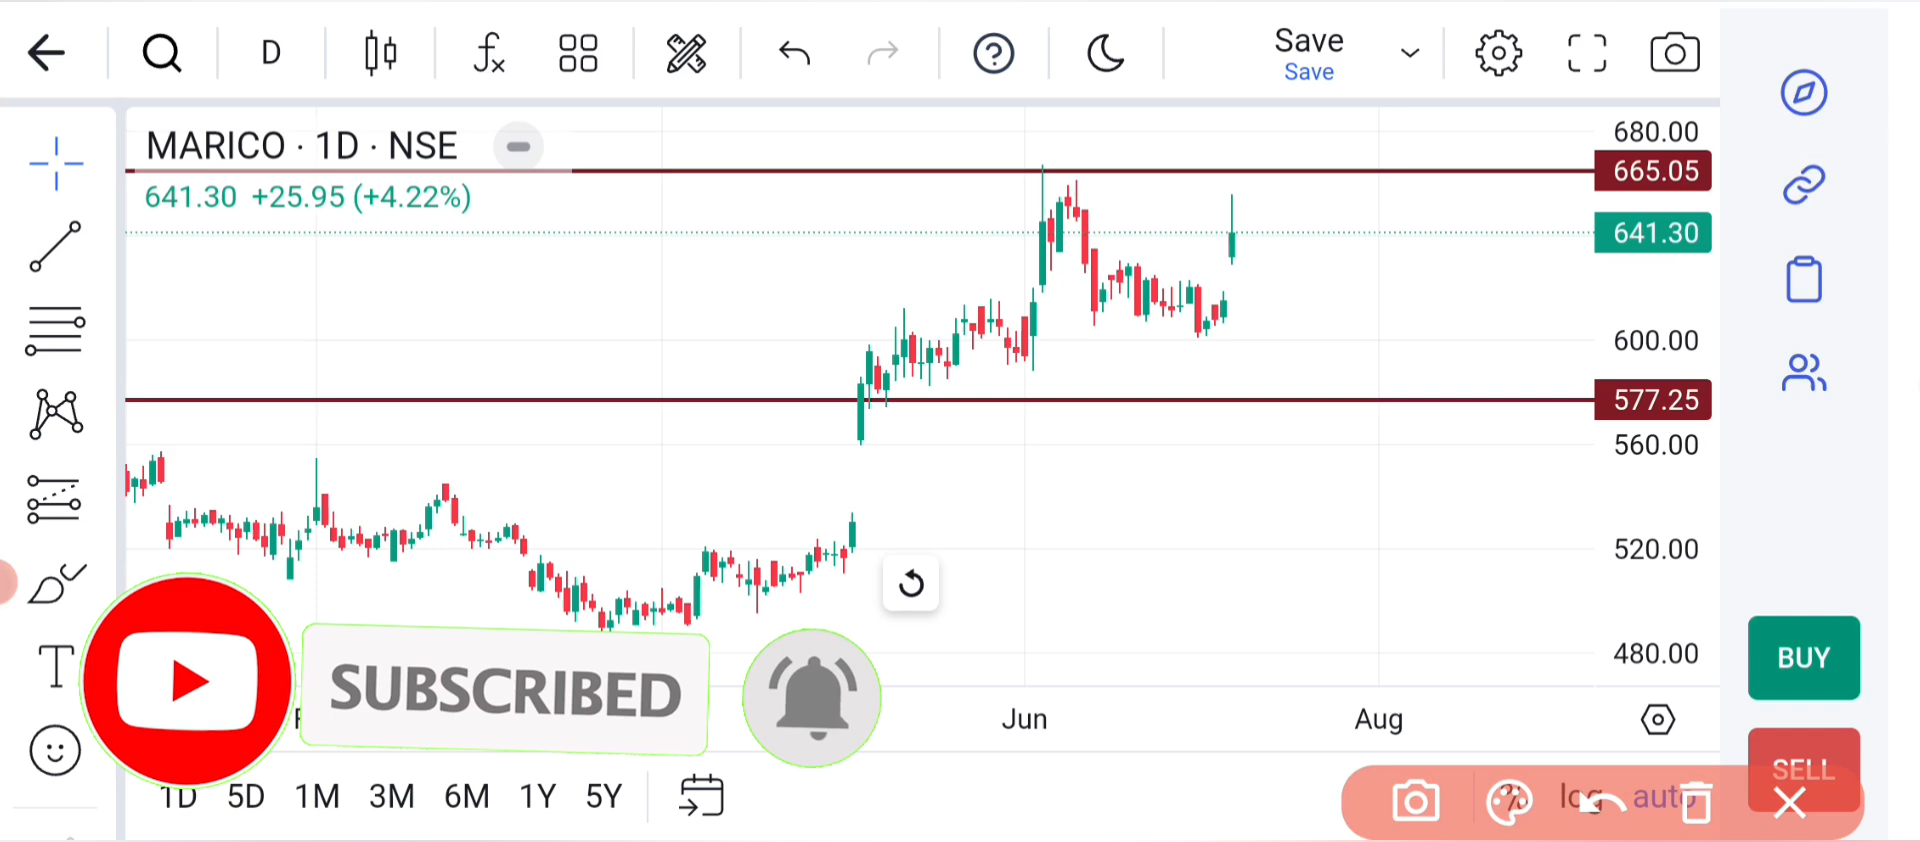 D
Save
Save
MARICO · 1D · NSE
641.30 +25.95 (+4.22%)
680.00
665.05
641.30
600.00
577.25
560.00
520.00
480.00
T
SUBSCRIBED
Jun
Aug
BUY
SELL
1D 5D 1M 3M 6M 1Y 5Y
% log auto